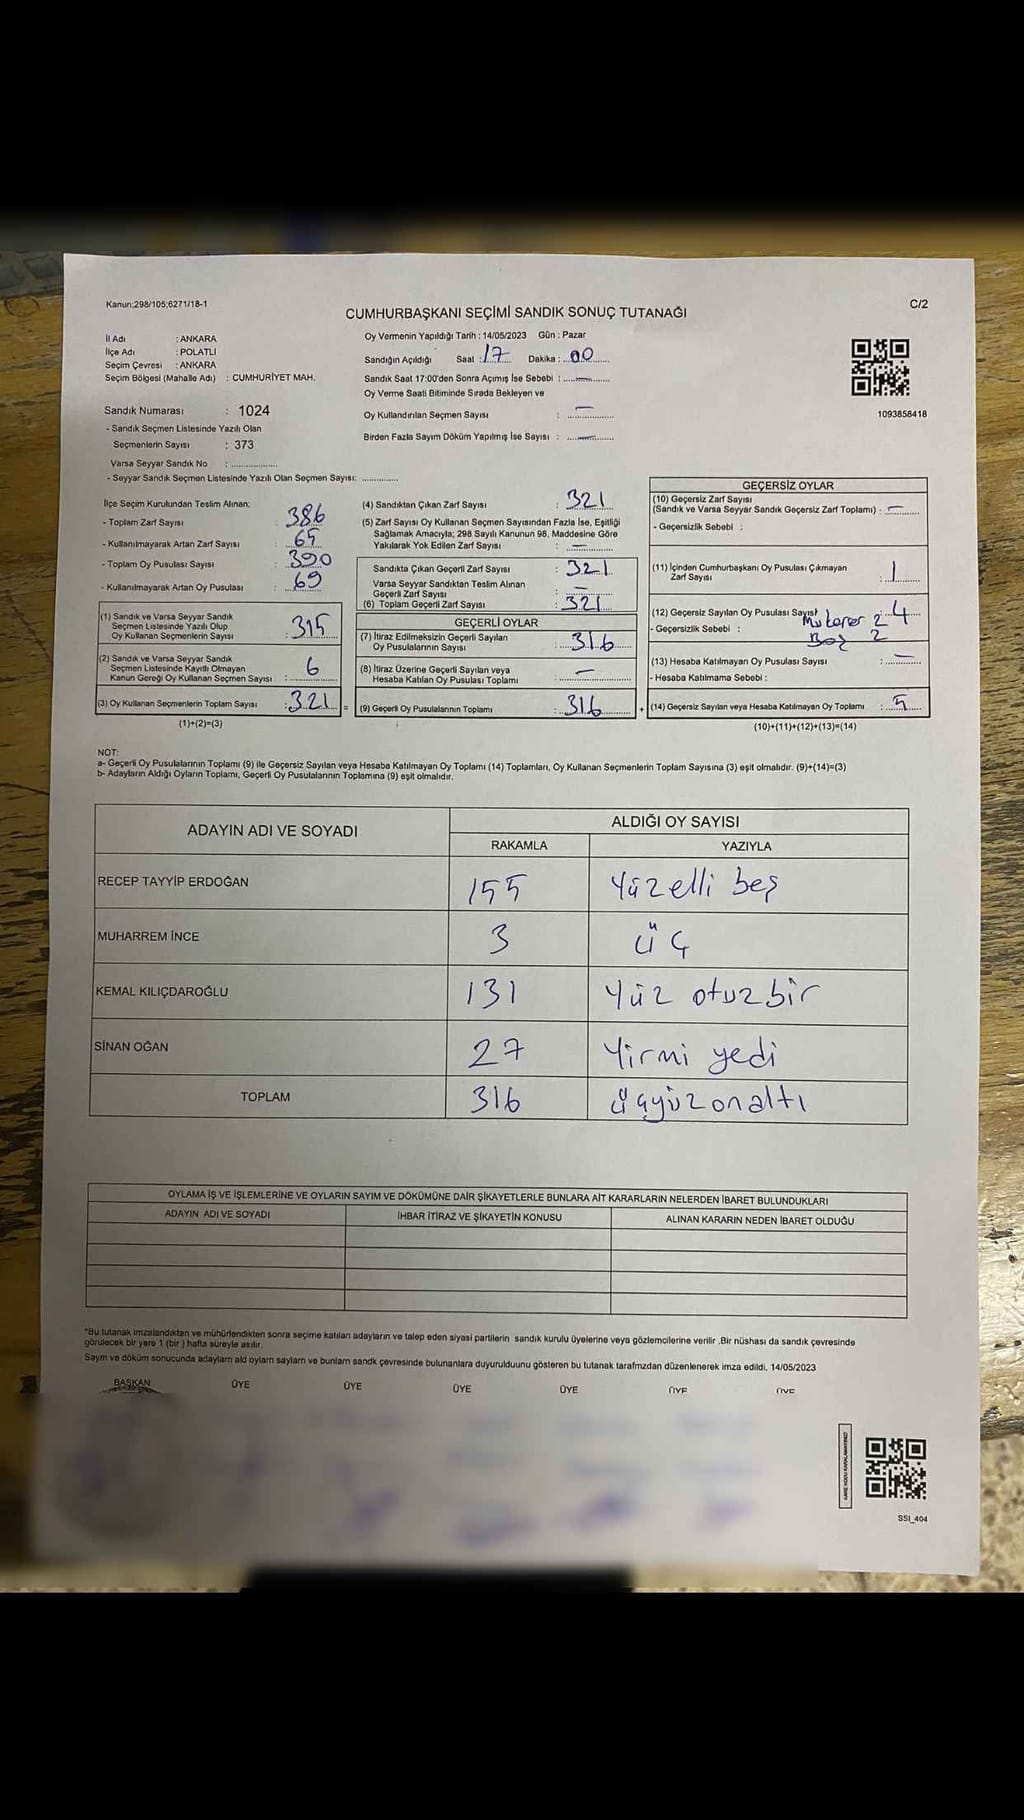 Kanun:298/105;6271/18-1
C/2
CUMHURBAŞKANI SEÇİMİ SANDIK SONUÇ TUTANAĞI
İl Adı : ANKARA
İlçe Adı : POLATLI
Seçim Çevresi : ANKARA
Seçim Bölgesi (Mahalle Adı) : CUMHURİYET MAH.
Sandık Numarası : 1024
- Sandık Seçmen Listesinde Yazılı Olan
Seçmenlerin Sayısı : 373
Varsa Seyyar Sandık No : ..............
- Seyyar Sandık Seçmen Listesinde Yazılı Olan Seçmen Sayısı: ............
Oy Vermenin Yapıldığı Tarih : 14/05/2023 Gün : Pazar
Sandığın Açıldığı Saat : 17 Dakika : 00
Sandık Saat 17:00'den Sonra Açımış İse Sebebi : —
Oy Verme Saati Bitiminde Sırada Bekleyen ve
Oy Kullandırılan Seçmen Sayısı : —
Birden Fazla Sayım Döküm Yapılmış İse Sayısı : —
1093858418
İlçe Seçim Kurulundan Teslim Alınan;
- Toplam Zarf Sayısı : 386
- Kullanılmayarak Artan Zarf Sayısı : 65
- Toplam Oy Pusulası Sayısı : 390
- Kullanılmayarak Artan Oy Pusulası : 69
(1) Sandık ve Varsa Seyyar Sandık
Seçmen Listesinde Yazılı Olup
Oy Kullanan Seçmenlerin Sayısı : 315
(2) Sandık ve Varsa Seyyar Sandık
Seçmen Listesinde Kayıtlı Olmayan
Kanun Gereği Oy Kullanan Seçmen Sayısı : 6
(3) Oy Kullanan Seçmenlerin Toplam Sayısı : 321 =
(1)+(2)=(3)
(4) Sandıktan Çıkan Zarf Sayısı : 321
(5) Zarf Sayısı Oy Kullanan Seçmen Sayısından Fazla İse, Eşitliği
Sağlamak Amacıyla; 298 Sayılı Kanunun 98. Maddesine Göre
Yakılarak Yok Edilen Zarf Sayısı : —
Sandıkta Çıkan Geçerli Zarf Sayısı : 321
Varsa Seyyar Sandıktan Teslim Alınan
Geçerli Zarf Sayısı : —
(6) Toplam Geçerli Zarf Sayısı : 321
GEÇERLİ OYLAR
(7) İtiraz Edilmeksizin Geçerli Sayılan
Oy Pusulalarının Sayısı : 316
(8) İtiraz Üzerine Geçerli Sayılan veya
Hesaba Katılan Oy Pusulası Toplamı : —
(9) Geçerli Oy Pusulalarının Toplamı : 316 +
GEÇERSİZ OYLAR
(10) Geçersiz Zarf Sayısı
(Sandık ve Varsa Seyyar Sandık Geçersiz Zarf Toplamı) : —
- Geçersizlik Sebebi :
(11) İçinden Cumhurbaşkanı Oy Pusulası Çıkmayan
Zarf Sayısı : 1
(12) Geçersiz Sayılan Oy Pusulası Sayısı : 4
- Geçersizlik Sebebi : Mükerrer 2
Boş 2
(13) Hesaba Katılmayan Oy Pusulası Sayısı : —
- Hesaba Katılmama Sebebi :
(14) Geçersiz Sayılan veya Hesaba Katılmayan Oy Toplamı : 5
(10)+(11)+(12)+(13)=(14)
NOT:
a- Geçerli Oy Pusulalarının Toplamı (9) ile Geçersiz Sayılan veya Hesaba Katılmayan Oy Toplamı (14) Toplamları, Oy Kullanan Seçmenlerin Toplam Sayısına (3) eşit olmalıdır. (9)+(14)=(3)
b- Adayların Aldığı Oyların Toplamı, Geçerli Oy Pusulalarının Toplamına (9) eşit olmalıdır.
ADAYIN ADI VE SOYADI
ALDIĞI OY SAYISI
RAKAMLA YAZIYLA
RECEP TAYYİP ERDOĞAN 155 Yüzelli beş
MUHARREM İNCE 3 üç
KEMAL KILIÇDAROĞLU 131 Yüz otuzbir
SİNAN OĞAN 27 Yirmi yedi
TOPLAM 316 üçyüzonaltı
OYLAMA İŞ VE İŞLEMLERİNE VE OYLARIN SAYIM VE DÖKÜMÜNE DAİR ŞİKAYETLERLE BUNLARA AİT KARARLARIN NELERDEN İBARET BULUNDUKLARI
ADAYIN ADI VE SOYADI İHBAR İTİRAZ VE ŞİKAYETİN KONUSU ALINAN KARARIN NEDEN İBARET OLDUĞU
*Bu tutanak imzalandıktan ve mühürlendikten sonra seçime katılan adayların ve talep eden siyasi partilerin sandık kurulu üyelerine veya gözlemcilerine verilir .Bir nüshası da sandık çevresinde
görülecek bir yere 1 (bir ) hafta süreyle asılır.
Sayım ve döküm sonucunda adayların ald oyların sayları ve bunların sandk çevresinde bulunanlara duyurulduunu gösteren bu tutanak tarafmzdan düzenlenerek imza edildi. 14/05/2023
BAŞKAN ÜYE ÜYE ÜYE ÜYE ÜYE ÜYE
SSI_404